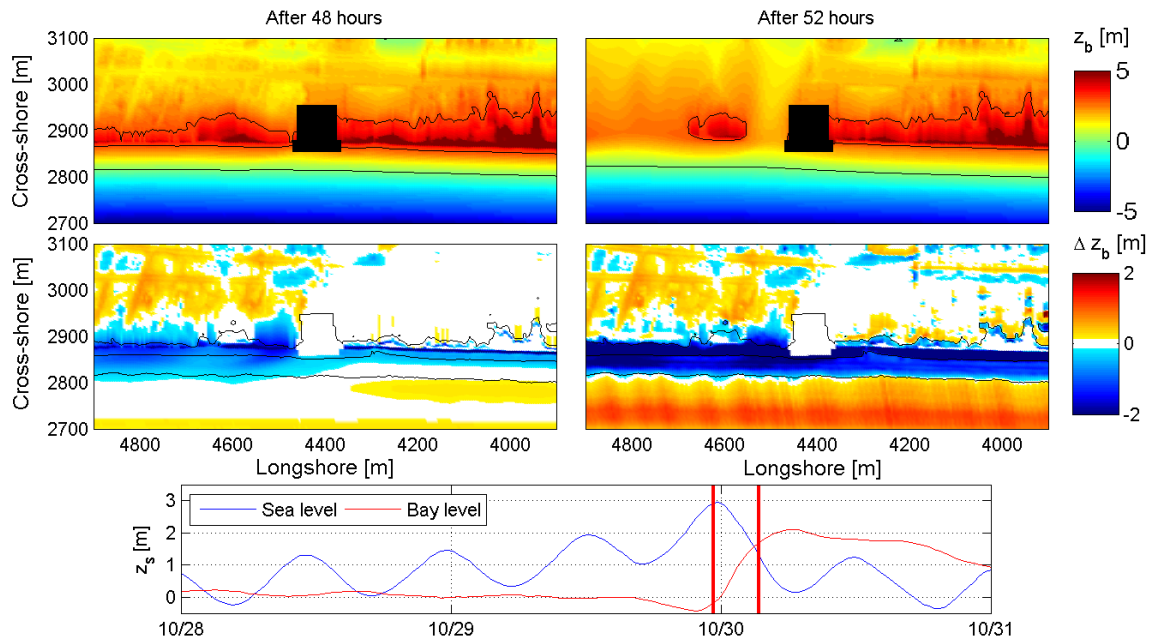 After 48 hours
After 52 hours
3100
3000
2900
2800
2700
Cross-shore [m]
z_b [m]
5
0
-5
3100
3000
2900
2800
2700
Cross-shore [m]
4800 4600 4400 4200 4000
Longshore [m]
4800 4600 4400 4200 4000
Longshore [m]
Δ z_b [m]
2
0
-2
3
2
1
0
z_s [m]
Sea level
Bay level
10/28 10/29 10/30 10/31